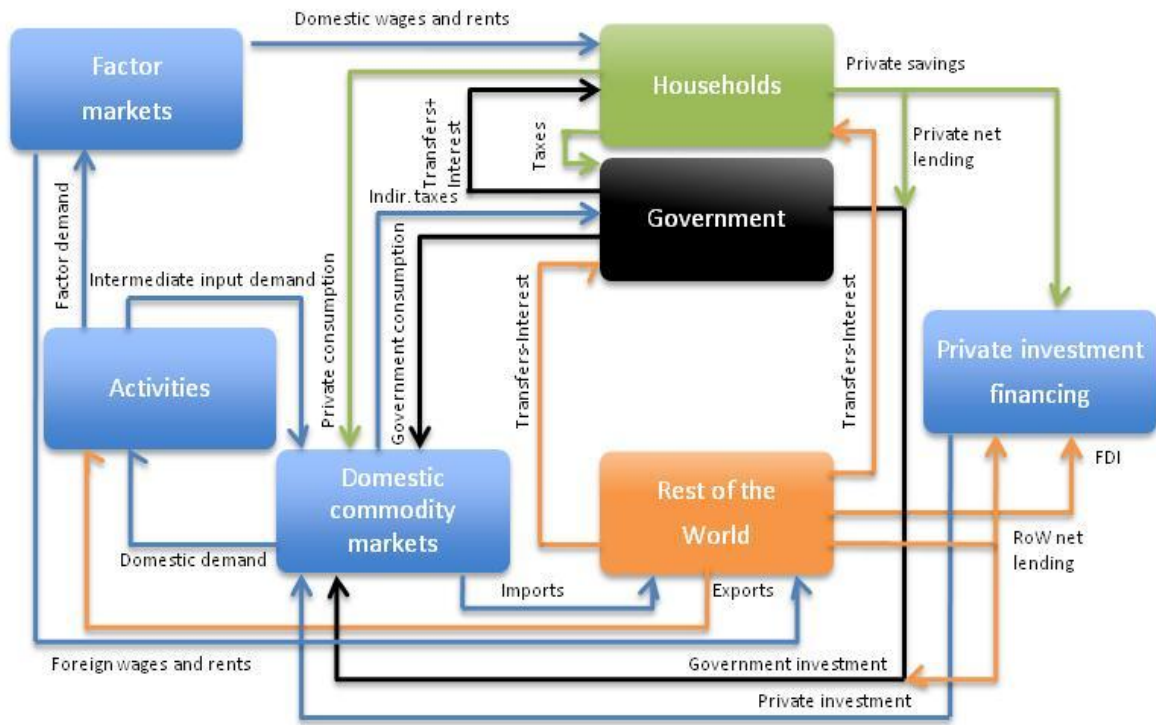 Domestic wages and rents
Factor
markets
Households
Private savings
Transfers+
Interest
Taxes
Private net
lending
Indir. taxes
Government
Factor demand
Intermediate input demand
Private consumption
Government consumption
Transfers-Interest
Transfers-Interest
Activities
Private investment
financing
FDI
Domestic
commodity
markets
Rest of the
World
Domestic demand
RoW net
lending
Imports
Exports
Foreign wages and rents
Government investment
Private investment